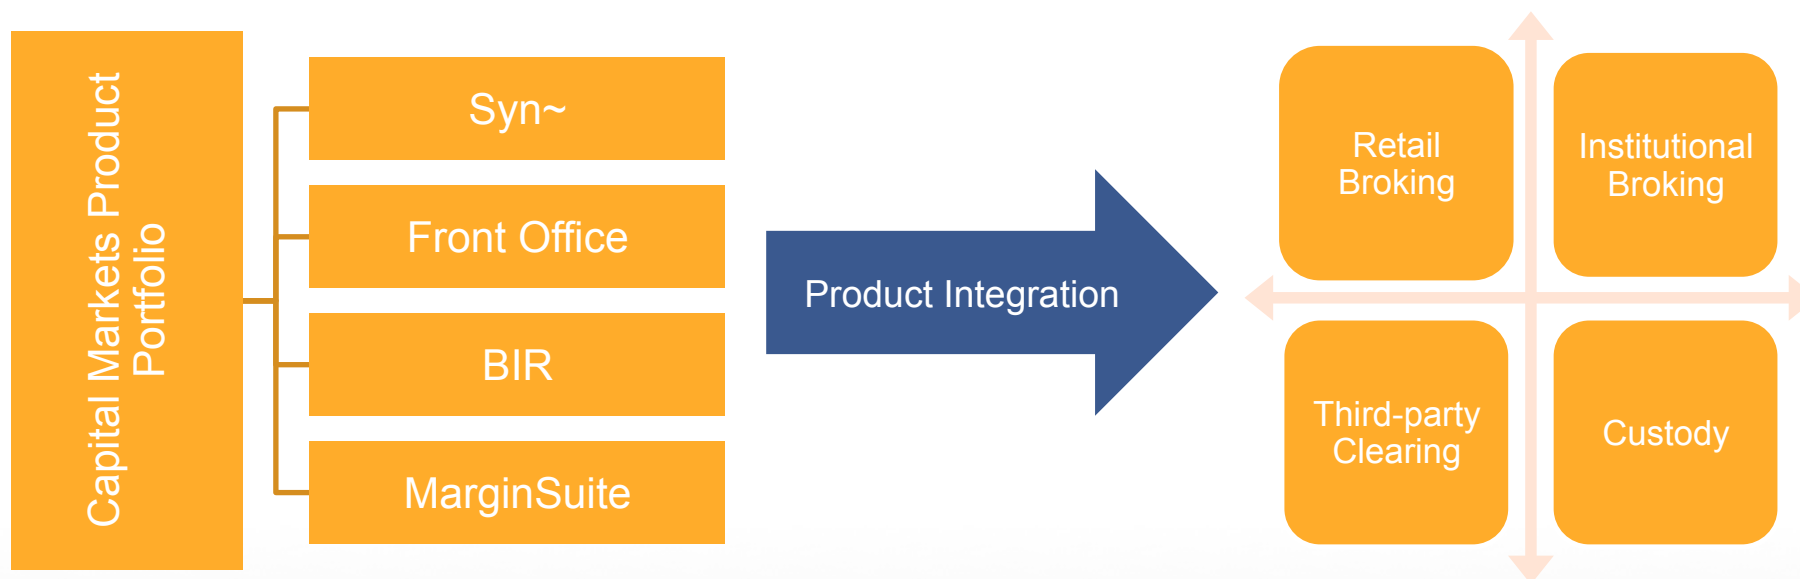 Capital Markets Product
Portfolio
Syn~
Front Office
BIR
MarginSuite
Product Integration
Retail
Broking
Institutional
Broking
Third-party
Clearing
Custody